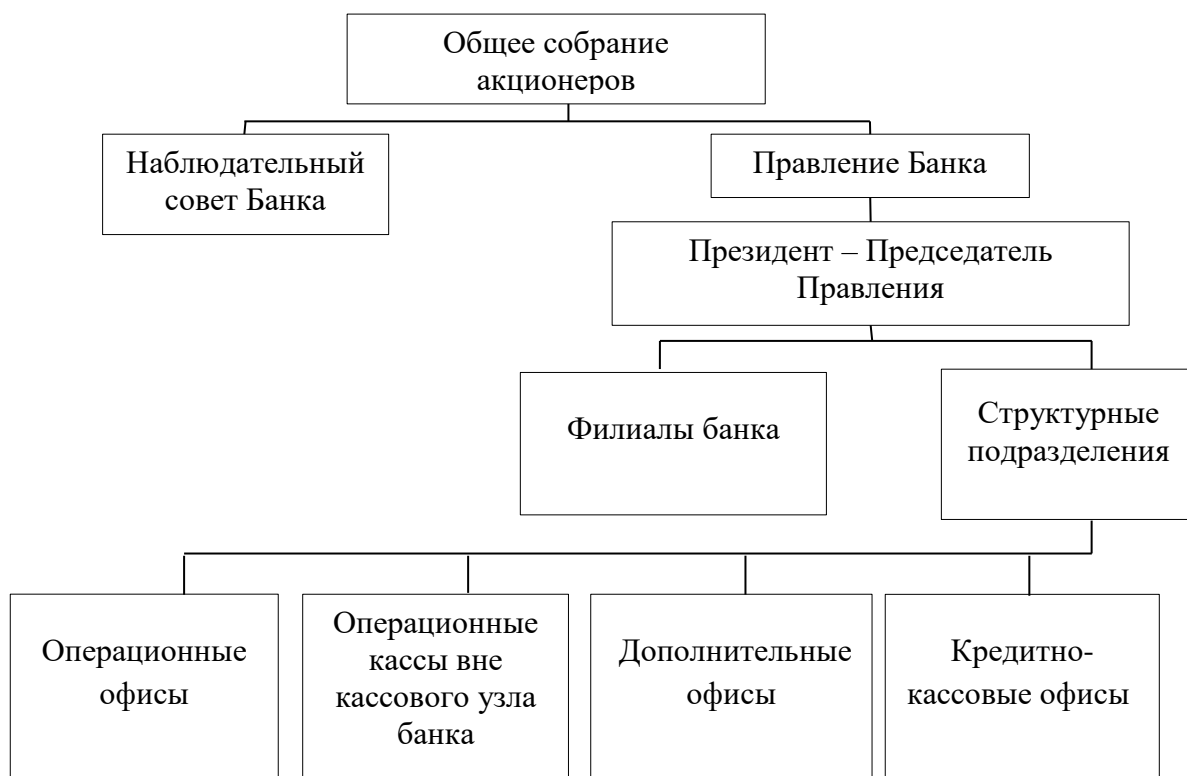 Общее собрание
акционеров
Наблюдательный
совет Банка
Правление Банка
Президент – Председатель
Правления
Филиалы банка
Структурные
подразделения
Операционные
офисы
Операционные
кассы вне
кассового узла
банка
Дополнительные
офисы
Кредитно-
кассовые офисы